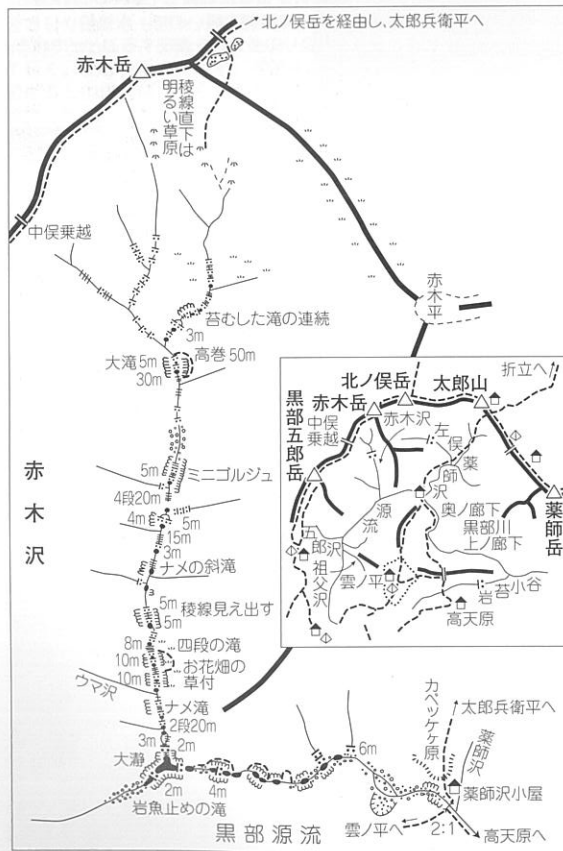 北ノ俣岳を経由し、太郎兵衛平へ
赤木岳
稜線直下は
明るい草原
中俣乗越
赤木平
苔むした滝の連続
3m
高巻 50m
大滝 5m
30m
赤木沢
5m
ミニゴルジュ
4段20m
4m
5m
15m
3m
ナメの斜滝
5m
稜線見え出す
5m
8m
四段の滝
10m
お花畑の
草付
10m
ウマ沢
ナメ滝
2段20m
3m
2m
大瀞
2m
4m
6m
岩魚止めの滝
黒部源流
カベッケケ原
太郎兵衛平へ
薬師沢
薬師沢小屋
雲ノ平へ
2:1
高天原へ
折立へ
北ノ俣岳
太郎山
赤木岳
黒部五郎岳
中俣
乗越
赤木沢
左俣
薬師沢
薬師岳
源流
奥ノ廊下
黒部川
上ノ廊下
五郎沢
祖父沢
雲ノ平
岩苔小谷
高天原